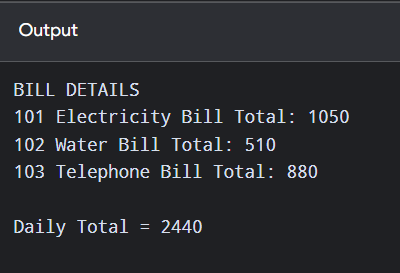 Output
BILL DETAILS
101 Electricity Bill Total: 1050
102 Water Bill Total: 510
103 Telephone Bill Total: 880
Daily Total = 2440